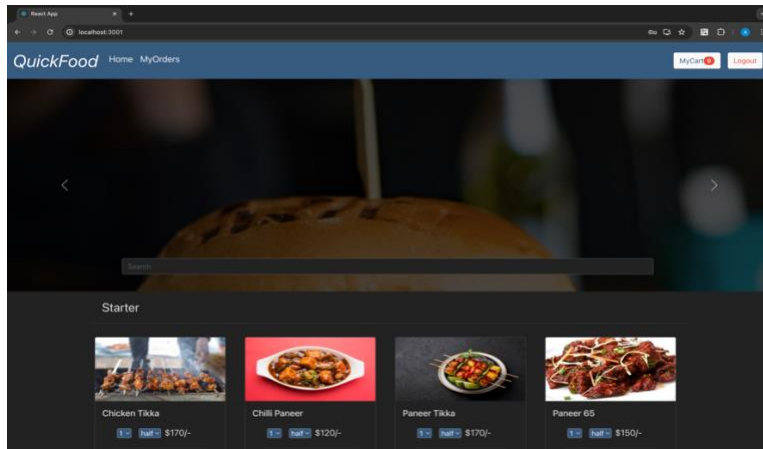 React App
localhost:3001
QuickFood Home MyOrders MyCart Logout
Search
Starter
Chicken Tikka Chilli Paneer Paneer Tikka Paneer 65
1 half $170/- 1 half $120/- 1 half $170/- 1 half $150/-